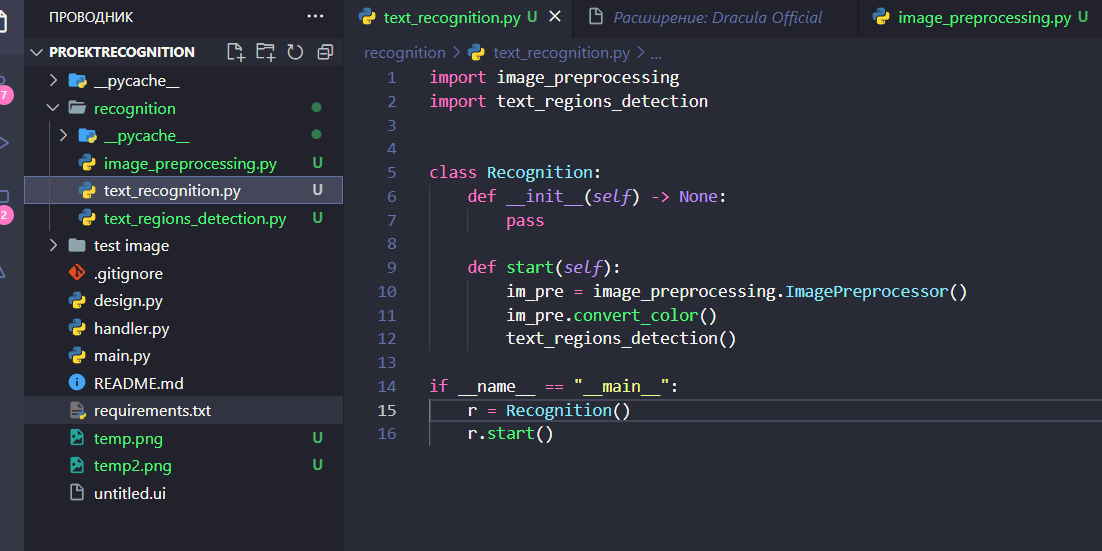 ПРОВОДНИК ...
PROEKTRECOGNITION
__pycache__
recognition
__pycache__
image_preprocessing.py U
text_recognition.py U
text_regions_detection.py U
test image
.gitignore
design.py
handler.py
main.py
README.md
requirements.txt
temp.png U
temp2.png U
untitled.ui
7
2
text_recognition.py U
Расширение: Dracula Official
image_preprocessing.py U
recognition > text_recognition.py > ...
1 import image_preprocessing
2 import text_regions_detection
3
4
5 class Recognition:
6 def __init__(self) -> None:
7 pass
8
9 def start(self):
10 im_pre = image_preprocessing.ImagePreprocessor()
11 im_pre.convert_color()
12 text_regions_detection()
13
14 if __name__ == "__main__":
15 r = Recognition()
16 r.start()